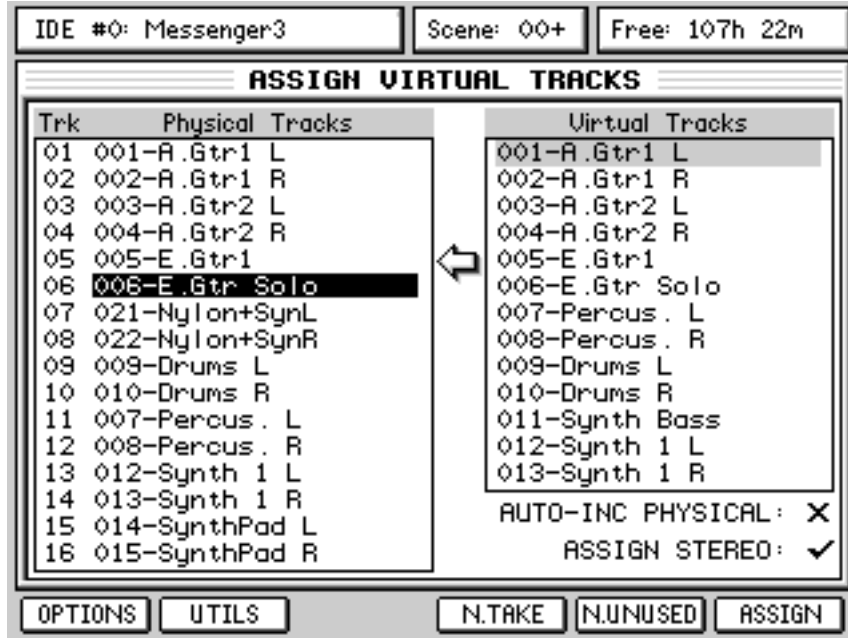 IDE #0: Messenger3
Scene: 00+
Free: 107h 22m
ASSIGN VIRTUAL TRACKS
Trk Physical Tracks
01 001-A.Gtr1 L
02 002-A.Gtr1 R
03 003-A.Gtr2 L
04 004-A.Gtr2 R
05 005-E.Gtr1
06 006-E.Gtr Solo
07 021-Nylon+SynL
08 022-Nylon+SynR
09 009-Drums L
10 010-Drums R
11 007-Percus. L
12 008-Percus. R
13 012-Synth 1 L
14 013-Synth 1 R
15 014-SynthPad L
16 015-SynthPad R
Virtual Tracks
001-A.Gtr1 L
002-A.Gtr1 R
003-A.Gtr2 L
004-A.Gtr2 R
005-E.Gtr1
006-E.Gtr Solo
007-Percus. L
008-Percus. R
009-Drums L
010-Drums R
011-Synth Bass
012-Synth 1 L
013-Synth 1 R
AUTO-INC PHYSICAL:
ASSIGN STEREO:
OPTIONS
UTILS
N.TAKE
N.UNUSED
ASSIGN